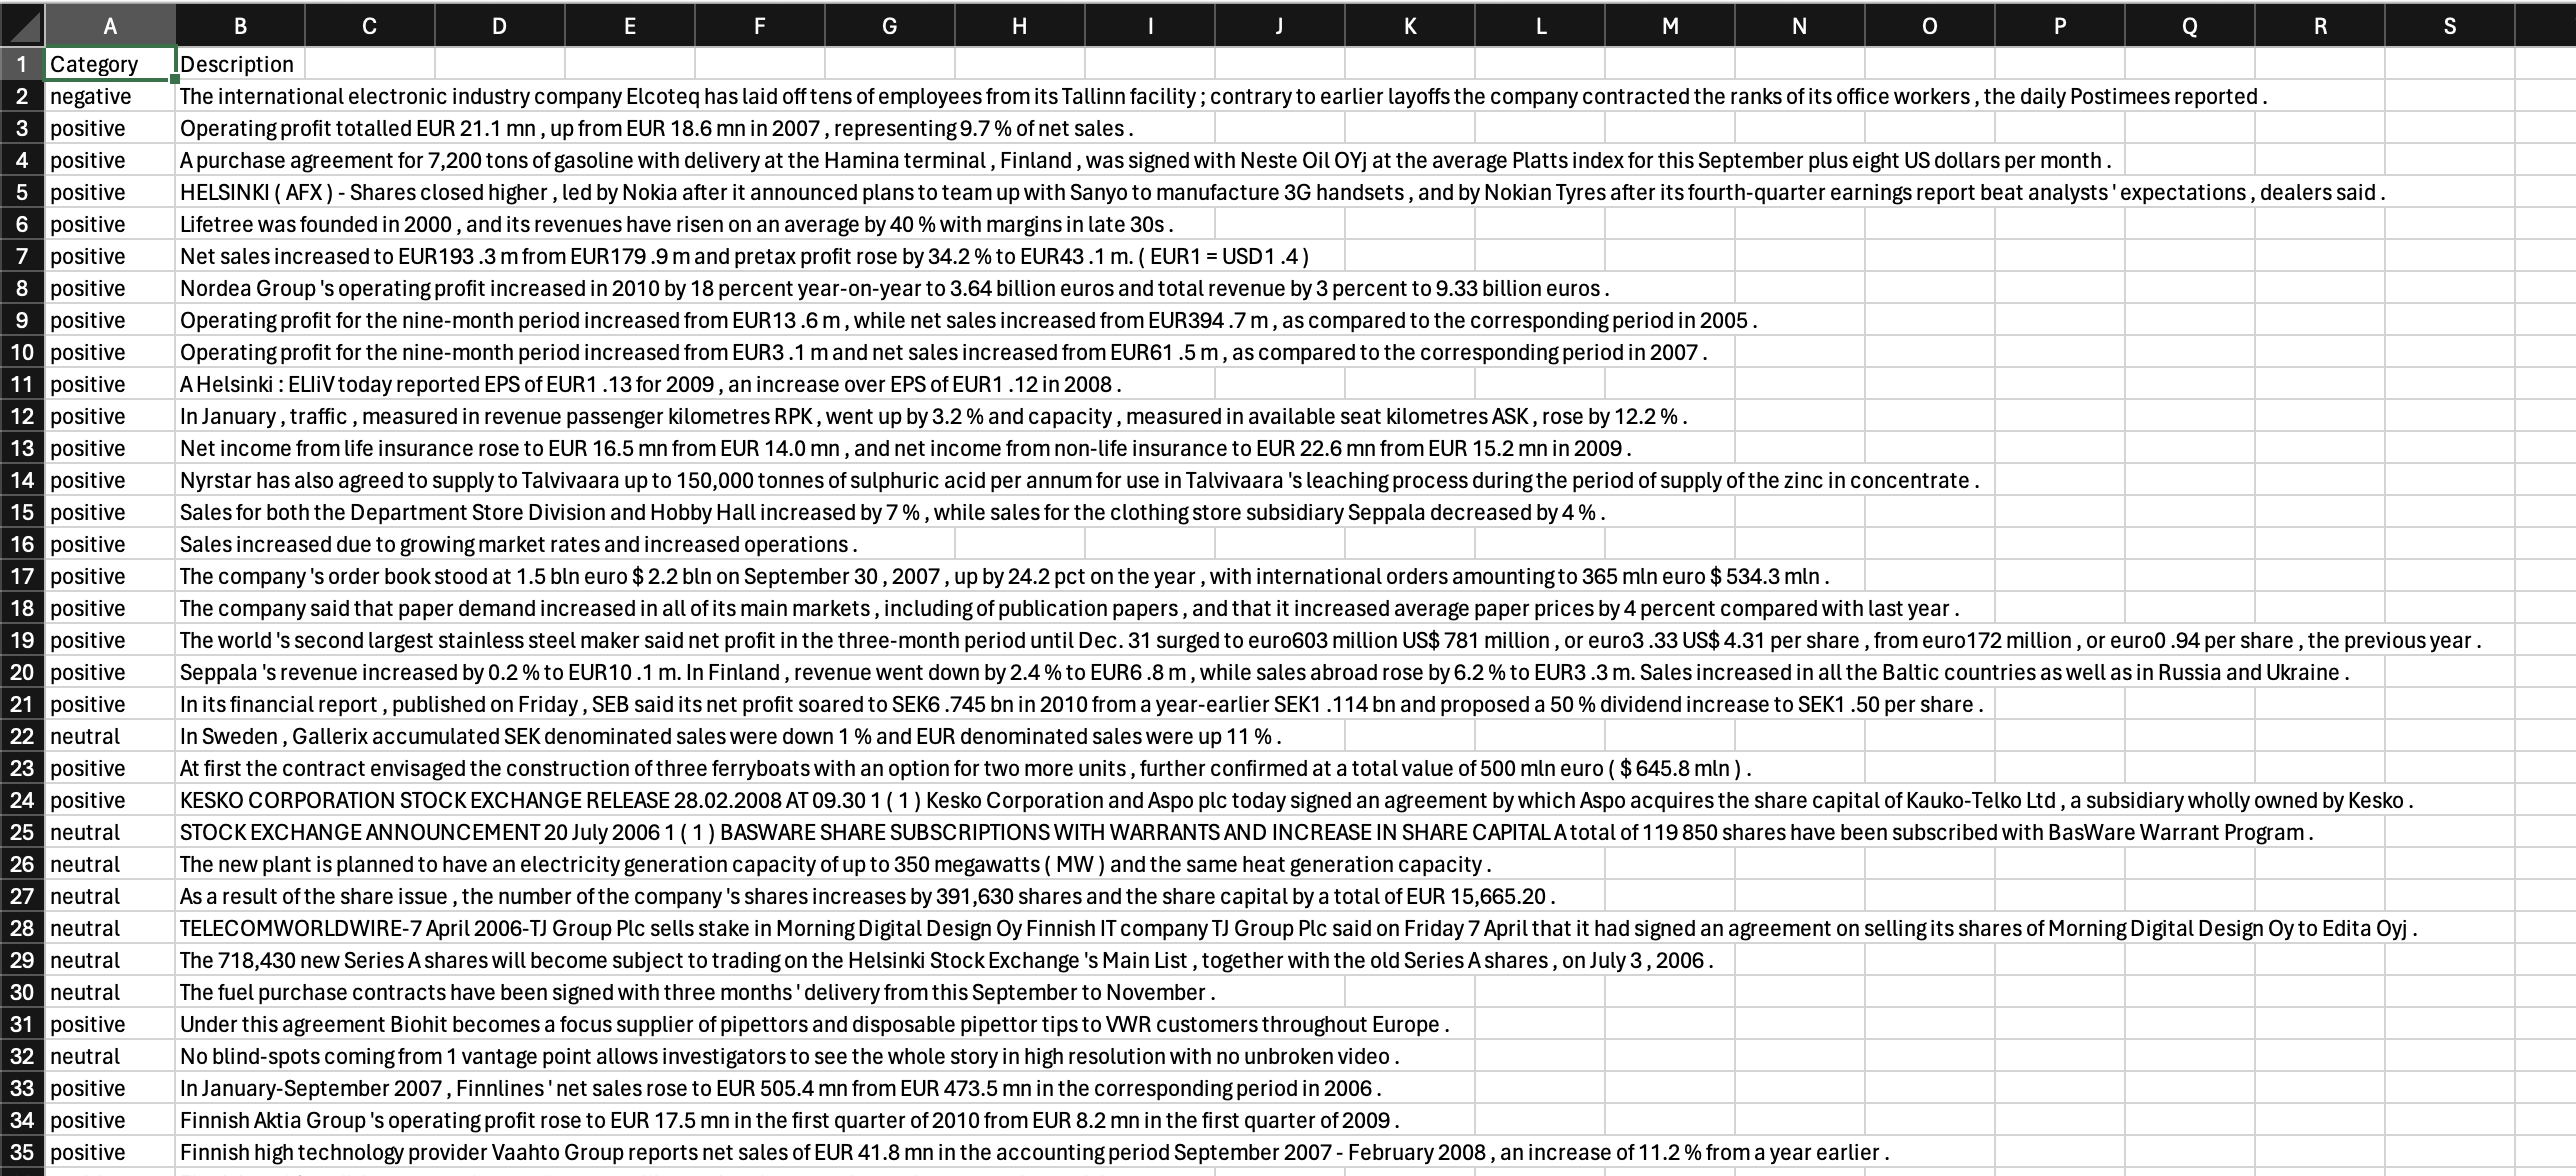 A B C D E F G H I J K L M N O P Q R S
1 Category Description
2 negative The international electronic industry company Elcoteq has laid off tens of employees from its Tallinn facility ; contrary to earlier layoffs the company contracted the ranks of its office workers , the daily Postimees reported .
3 positive Operating profit totalled EUR 21.1 mn , up from EUR 18.6 mn in 2007 , representing 9.7 % of net sales .
4 positive A purchase agreement for 7,200 tons of gasoline with delivery at the Hamina terminal , Finland , was signed with Neste Oil OYj at the average Platts index for this September plus eight US dollars per month .
5 positive HELSINKI ( AFX ) - Shares closed higher , led by Nokia after it announced plans to team up with Sanyo to manufacture 3G handsets , and by Nokian Tyres after its fourth-quarter earnings report beat analysts ' expectations , dealers said .
6 positive Lifetree was founded in 2000 , and its revenues have risen on an average by 40 % with margins in late 30s .
7 positive Net sales increased to EUR193 .3 m from EUR179 .9 m and pretax profit rose by 34.2 % to EUR43 .1 m. ( EUR1 = USD1 .4 )
8 positive Nordea Group 's operating profit increased in 2010 by 18 percent year-on-year to 3.64 billion euros and total revenue by 3 percent to 9.33 billion euros .
9 positive Operating profit for the nine-month period increased from EUR13 .6 m , while net sales increased from EUR394 .7 m , as compared to the corresponding period in 2005 .
10 positive Operating profit for the nine-month period increased from EUR3 .1 m and net sales increased from EUR61 .5 m , as compared to the corresponding period in 2007 .
11 positive A Helsinki : ELIiV today reported EPS of EUR1 .13 for 2009 , an increase over EPS of EUR1 .12 in 2008 .
12 positive In January , traffic , measured in revenue passenger kilometres RPK , went up by 3.2 % and capacity , measured in available seat kilometres ASK , rose by 12.2 % .
13 positive Net income from life insurance rose to EUR 16.5 mn from EUR 14.0 mn , and net income from non-life insurance to EUR 22.6 mn from EUR 15.2 mn in 2009 .
14 positive Nyrstar has also agreed to supply to Talvivaara up to 150,000 tonnes of sulphuric acid per annum for use in Talvivaara 's leaching process during the period of supply of the zinc in concentrate .
15 positive Sales for both the Department Store Division and Hobby Hall increased by 7 % , while sales for the clothing store subsidiary Seppala decreased by 4 % .
16 positive Sales increased due to growing market rates and increased operations .
17 positive The company 's order book stood at 1.5 bln euro $ 2.2 bln on September 30 , 2007 , up by 24.2 pct on the year , with international orders amounting to 365 mln euro $ 534.3 mln .
18 positive The company said that paper demand increased in all of its main markets , including of publication papers , and that it increased average paper prices by 4 percent compared with last year .
19 positive The world 's second largest stainless steel maker said net profit in the three-month period until Dec. 31 surged to euro603 million US$ 781 million , or euro3 .33 US$ 4.31 per share , from euro172 million , or euro0 .94 per share , the previous year .
20 positive Seppala 's revenue increased by 0.2 % to EUR10 .1 m. In Finland , revenue went down by 2.4 % to EUR6 .8 m , while sales abroad rose by 6.2 % to EUR3 .3 m. Sales increased in all the Baltic countries as well as in Russia and Ukraine .
21 positive In its financial report , published on Friday , SEB said its net profit soared to SEK6 .745 bn in 2010 from a year-earlier SEK1 .114 bn and proposed a 50 % dividend increase to SEK1 .50 per share .
22 neutral In Sweden , Gallerix accumulated SEK denominated sales were down 1 % and EUR denominated sales were up 11 % .
23 positive At first the contract envisaged the construction of three ferryboats with an option for two more units , further confirmed at a total value of 500 mln euro ( $ 645.8 mln ) .
24 positive KESKO CORPORATION STOCK EXCHANGE RELEASE 28.02.2008 AT 09.30 1 ( 1 ) Kesko Corporation and Aspo plc today signed an agreement by which Aspo acquires the share capital of Kauko-Telko Ltd , a subsidiary wholly owned by Kesko .
25 neutral STOCK EXCHANGE ANNOUNCEMENT 20 July 2006 1 ( 1 ) BASWARE SHARE SUBSCRIPTIONS WITH WARRANTS AND INCREASE IN SHARE CAPITAL A total of 119 850 shares have been subscribed with BasWare Warrant Program .
26 neutral The new plant is planned to have an electricity generation capacity of up to 350 megawatts ( MW ) and the same heat generation capacity .
27 neutral As a result of the share issue , the number of the company 's shares increases by 391,630 shares and the share capital by a total of EUR 15,665.20 .
28 neutral TELECOMWORLDWIRE-7 April 2006-TJ Group Plc sells stake in Morning Digital Design Oy Finnish IT company TJ Group Plc said on Friday 7 April that it had signed an agreement on selling its shares of Morning Digital Design Oy to Edita Oyj .
29 neutral The 718,430 new Series A shares will become subject to trading on the Helsinki Stock Exchange 's Main List , together with the old Series A shares , on July 3 , 2006 .
30 neutral The fuel purchase contracts have been signed with three months ' delivery from this September to November .
31 positive Under this agreement Biohit becomes a focus supplier of pipettors and disposable pipettor tips to VWR customers throughout Europe .
32 neutral No blind-spots coming from 1 vantage point allows investigators to see the whole story in high resolution with no unbroken video .
33 positive In January-September 2007 , Finnlines ' net sales rose to EUR 505.4 mn from EUR 473.5 mn in the corresponding period in 2006 .
34 positive Finnish Aktia Group 's operating profit rose to EUR 17.5 mn in the first quarter of 2010 from EUR 8.2 mn in the first quarter of 2009 .
35 positive Finnish high technology provider Vaahto Group reports net sales of EUR 41.8 mn in the accounting period September 2007 - February 2008 , an increase of 11.2 % from a year earlier .